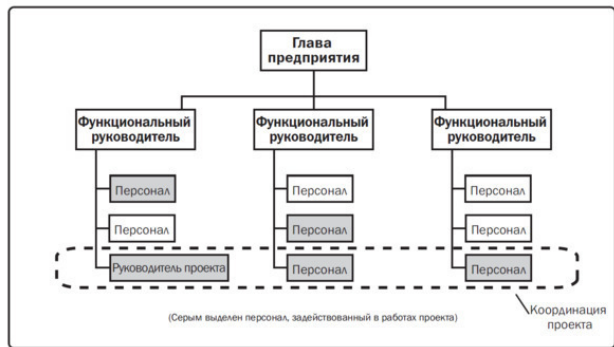 Глава
предприятия
Функциональный
руководитель
Функциональный
руководитель
Функциональный
руководитель
Персонал
Персонал
Персонал
Персонал
Персонал
Персонал
Руководитель проекта
Персонал
Персонал
(Серым выделен персонал, задействованный в работах проекта)
Координация
проекта